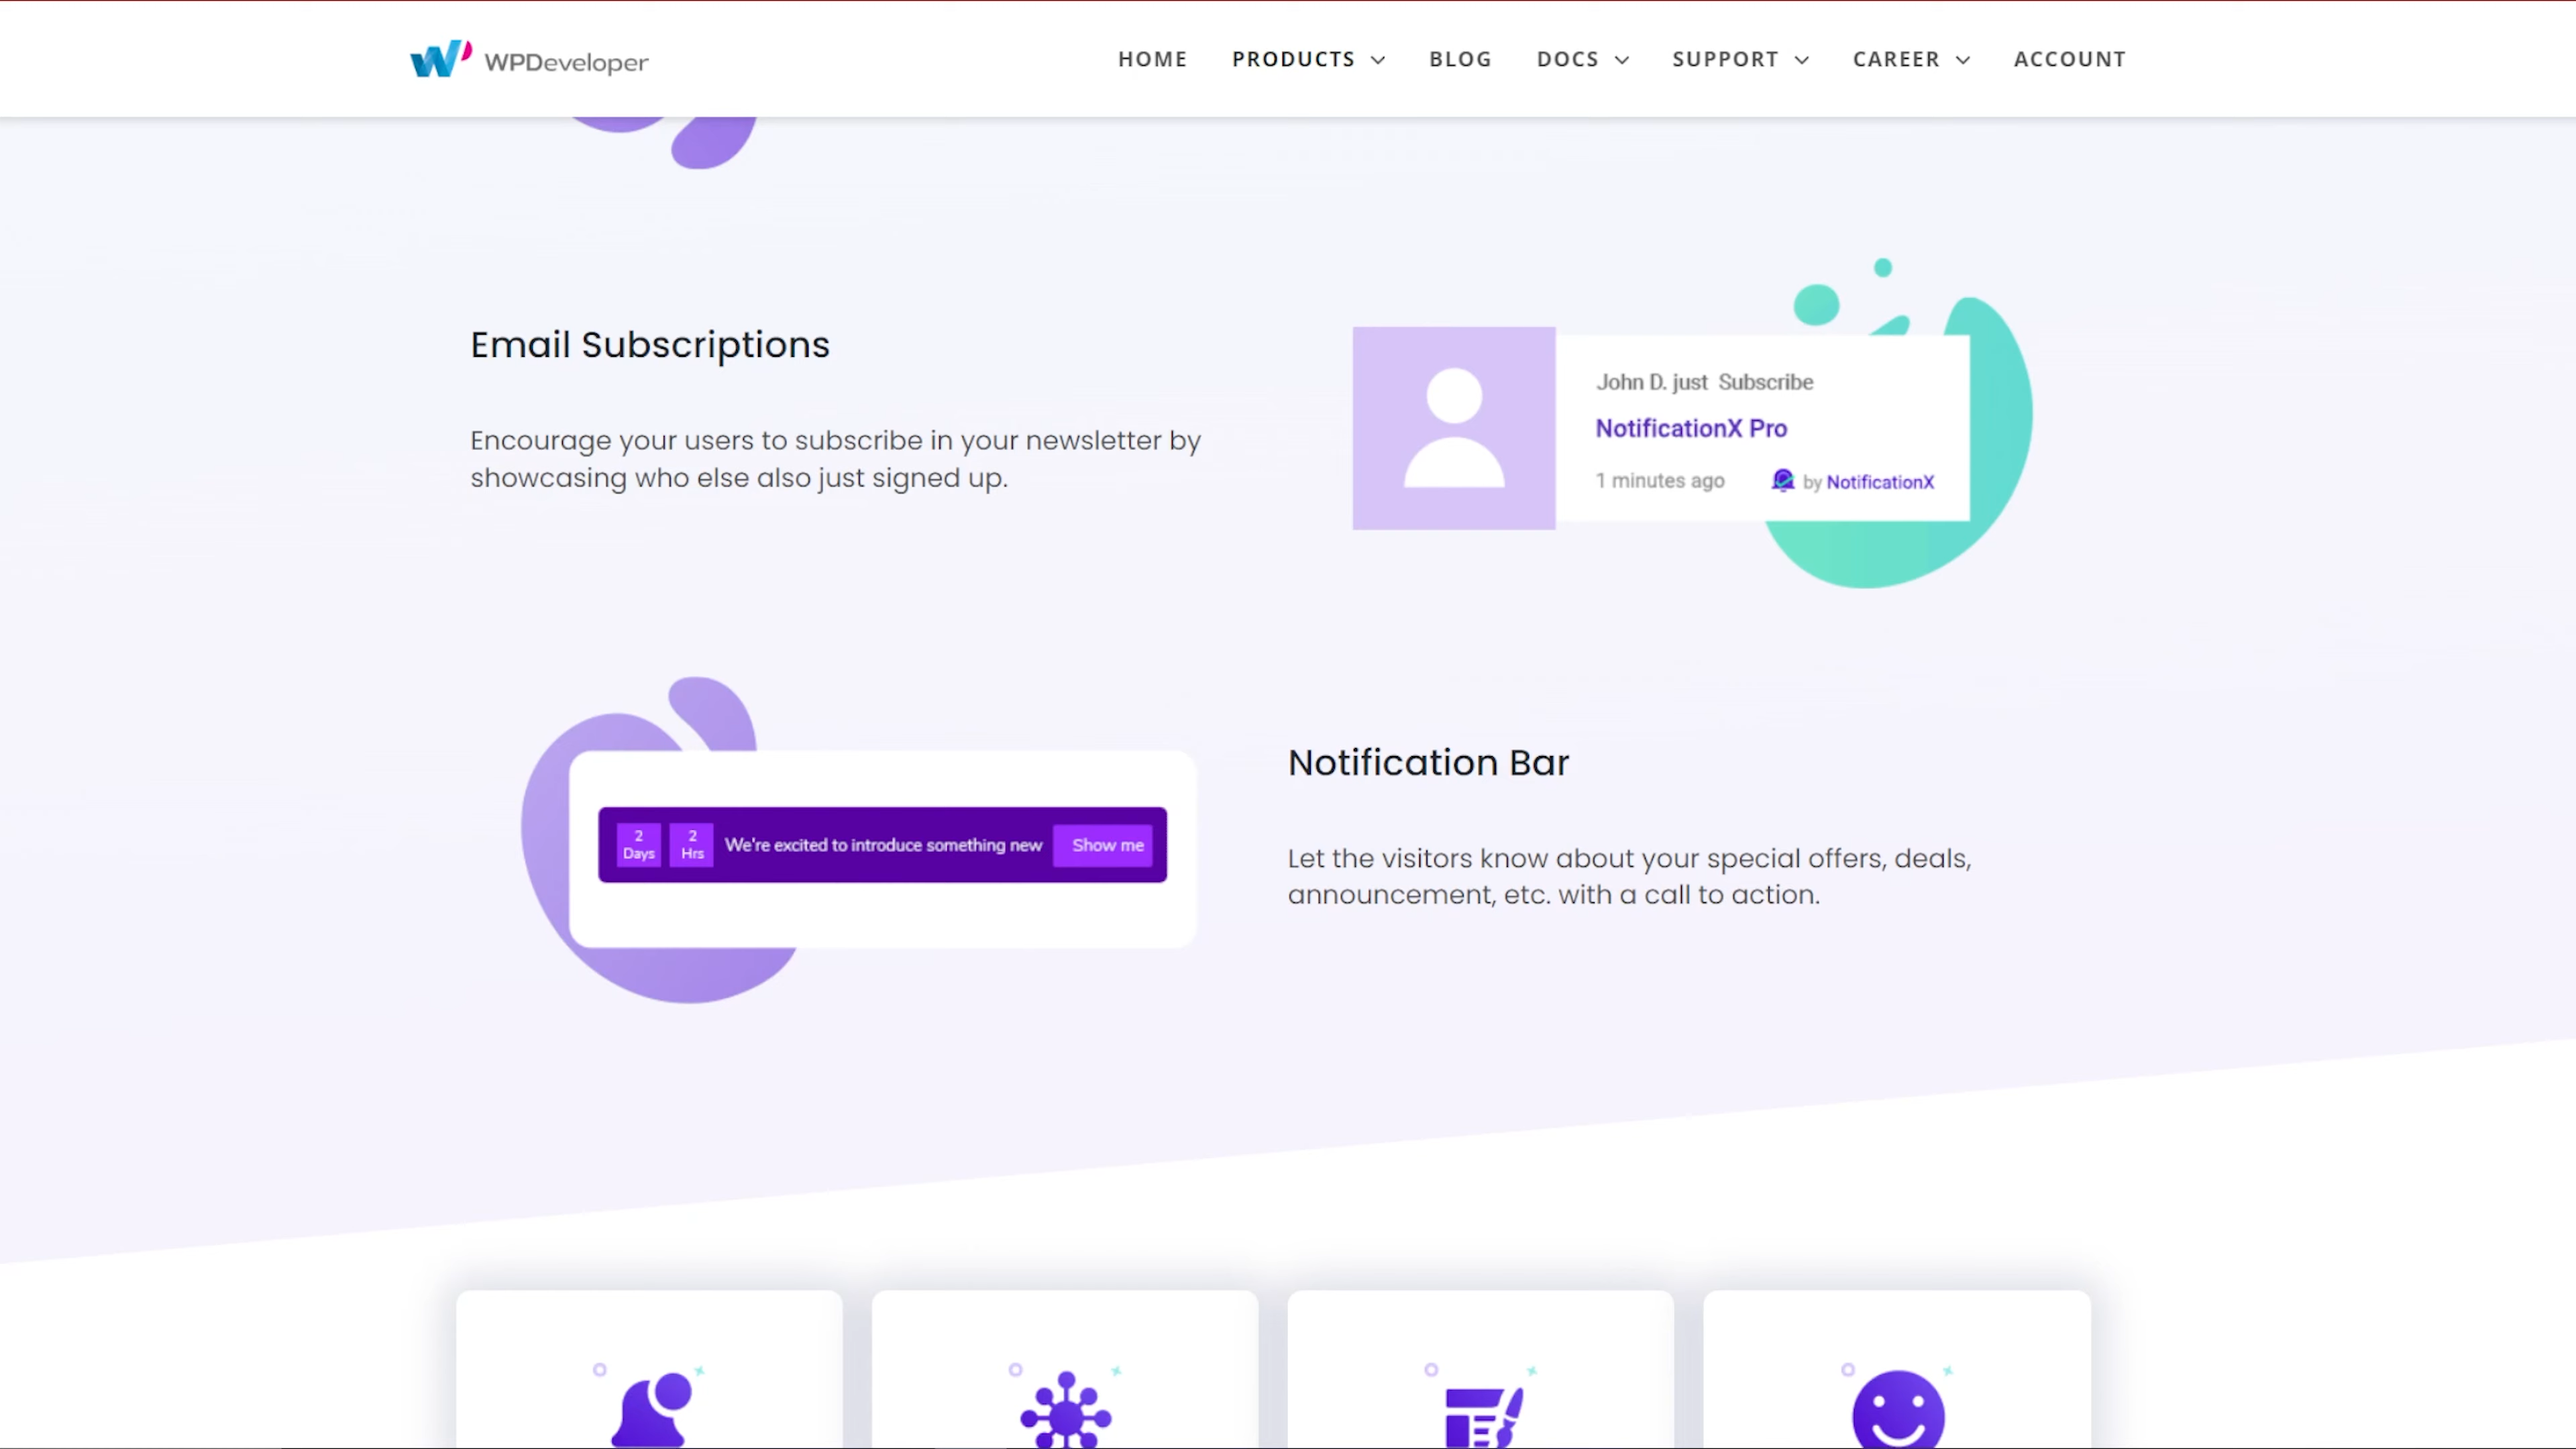 WPDeveloper
HOME PRODUCTS BLOG DOCS SUPPORT CAREER ACCOUNT
Email Subscriptions
Encourage your users to subscribe in your newsletter by
showcasing who else also just signed up.
John D. just Subscribe
NotificationX Pro
1 minutes ago by NotificationX
2 Days 2 Hrs We're excited to introduce something new Show me
Notification Bar
Let the visitors know about your special offers, deals,
announcement, etc. with a call to action.